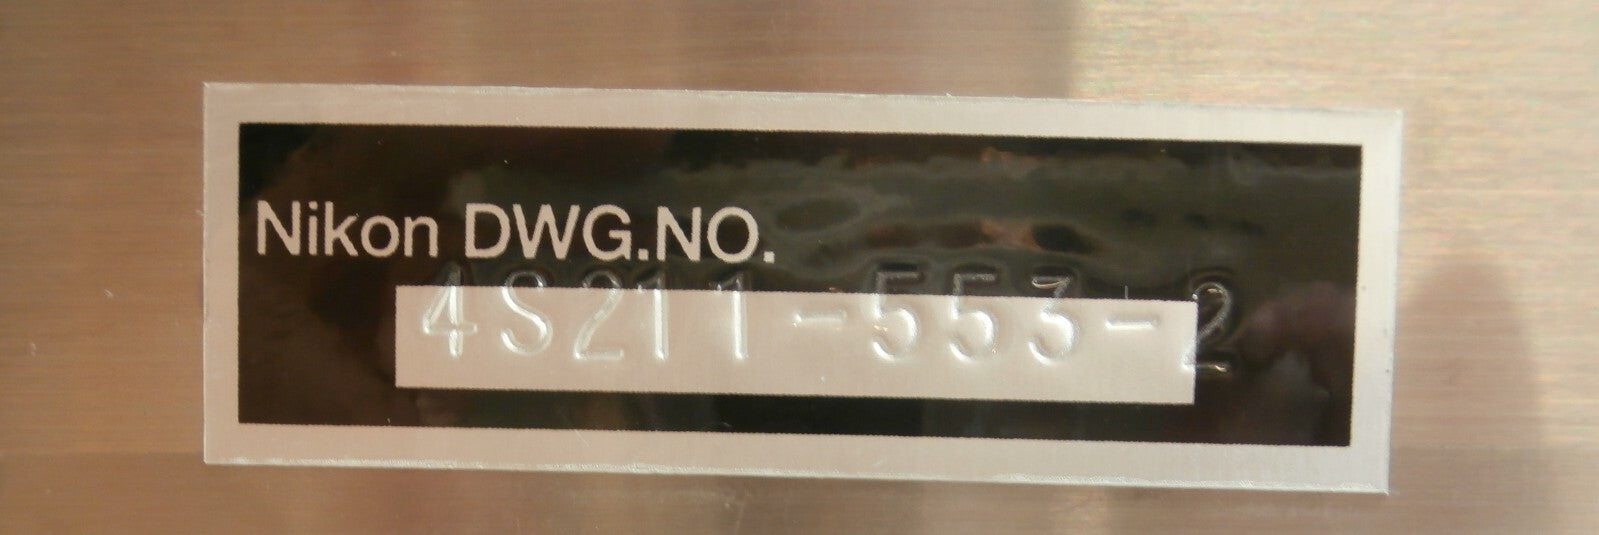 Nikon DWG.NO.
4S211-553-2